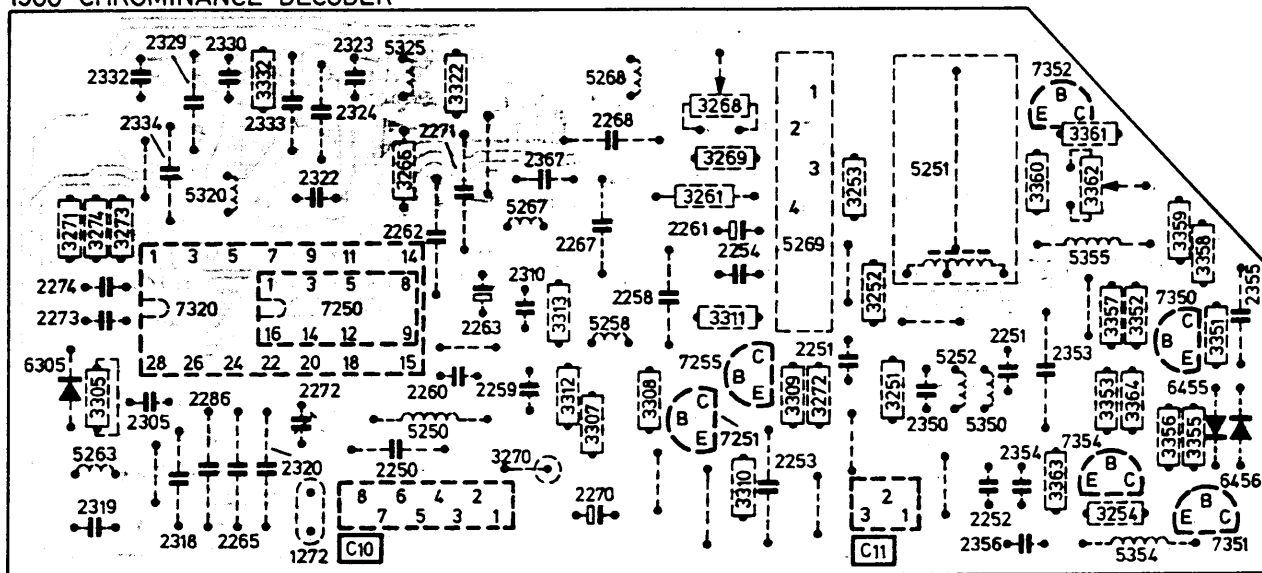 CHROMINANCE DECODER
2329 2330 2323 5325
2332 3332 3322 5268 7352
B
E C
1
3268
2333 2324 2268 3361
2334 2271 2
3266 2367 3269 3 5251 3360 3362
5320 2322 3261 3253
3271 3274 3273 5267 2261 4 3359
2262 2267 5269 3358
2254 5355
1 3 5 7 9 11 14
2274 1 3 5 8 2310 2355
7320 7250 2258 3252 7350
2273 2263 3313 3311 3357 3352 C
16 14 12 9 5258 B 3351
E
28 26 24 22 20 18 15 7255 C 2251 5252 2251 2353
6305 B
3305 2272 2260 2259 3312 3308 E 3309 3272 3251 3353 3364 6455
2305 2286 3307 C
B 2350 5350 3356 3355
E 7251
5250 7354
5263 2320 2250 3270 2354 B
E C 6456
3310 2253 3363
8 6 4 2 2
7 5 3 1 2270 3 1 3254 B
E C
2319 2318 2265 1272 C10 C11 2252 2356 5354 7351